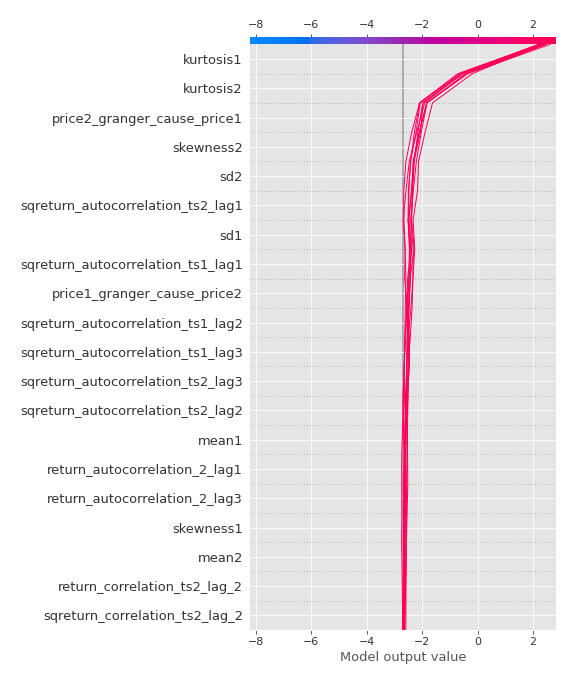 −8 −6 −4 −2 0 2
kurtosis1
kurtosis2
price2_granger_cause_price1
skewness2
sd2
sqreturn_autocorrelation_ts2_lag1
sd1
sqreturn_autocorrelation_ts1_lag1
price1_granger_cause_price2
sqreturn_autocorrelation_ts1_lag2
sqreturn_autocorrelation_ts1_lag3
sqreturn_autocorrelation_ts2_lag3
sqreturn_autocorrelation_ts2_lag2
mean1
return_autocorrelation_2_lag1
return_autocorrelation_2_lag3
skewness1
mean2
return_correlation_ts2_lag_2
sqreturn_correlation_ts2_lag_2
−8 −6 −4 −2 0 2
Model output value